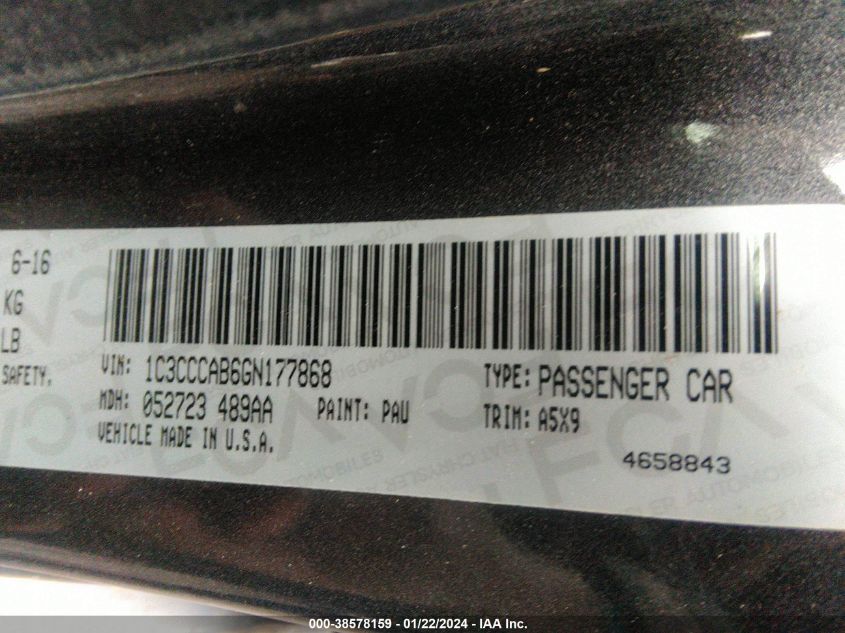 6-16
KG
LB
SAFETY.
VIN: 1C3CCCAB6GN177868
TYPE: PASSENGER CAR
MDH: 052723 489AA PAINT: PAU
TRIM: A5X9
VEHICLE MADE IN U.S.A.
4658843
000-38578159 - 01/22/2024 - IAA Inc.